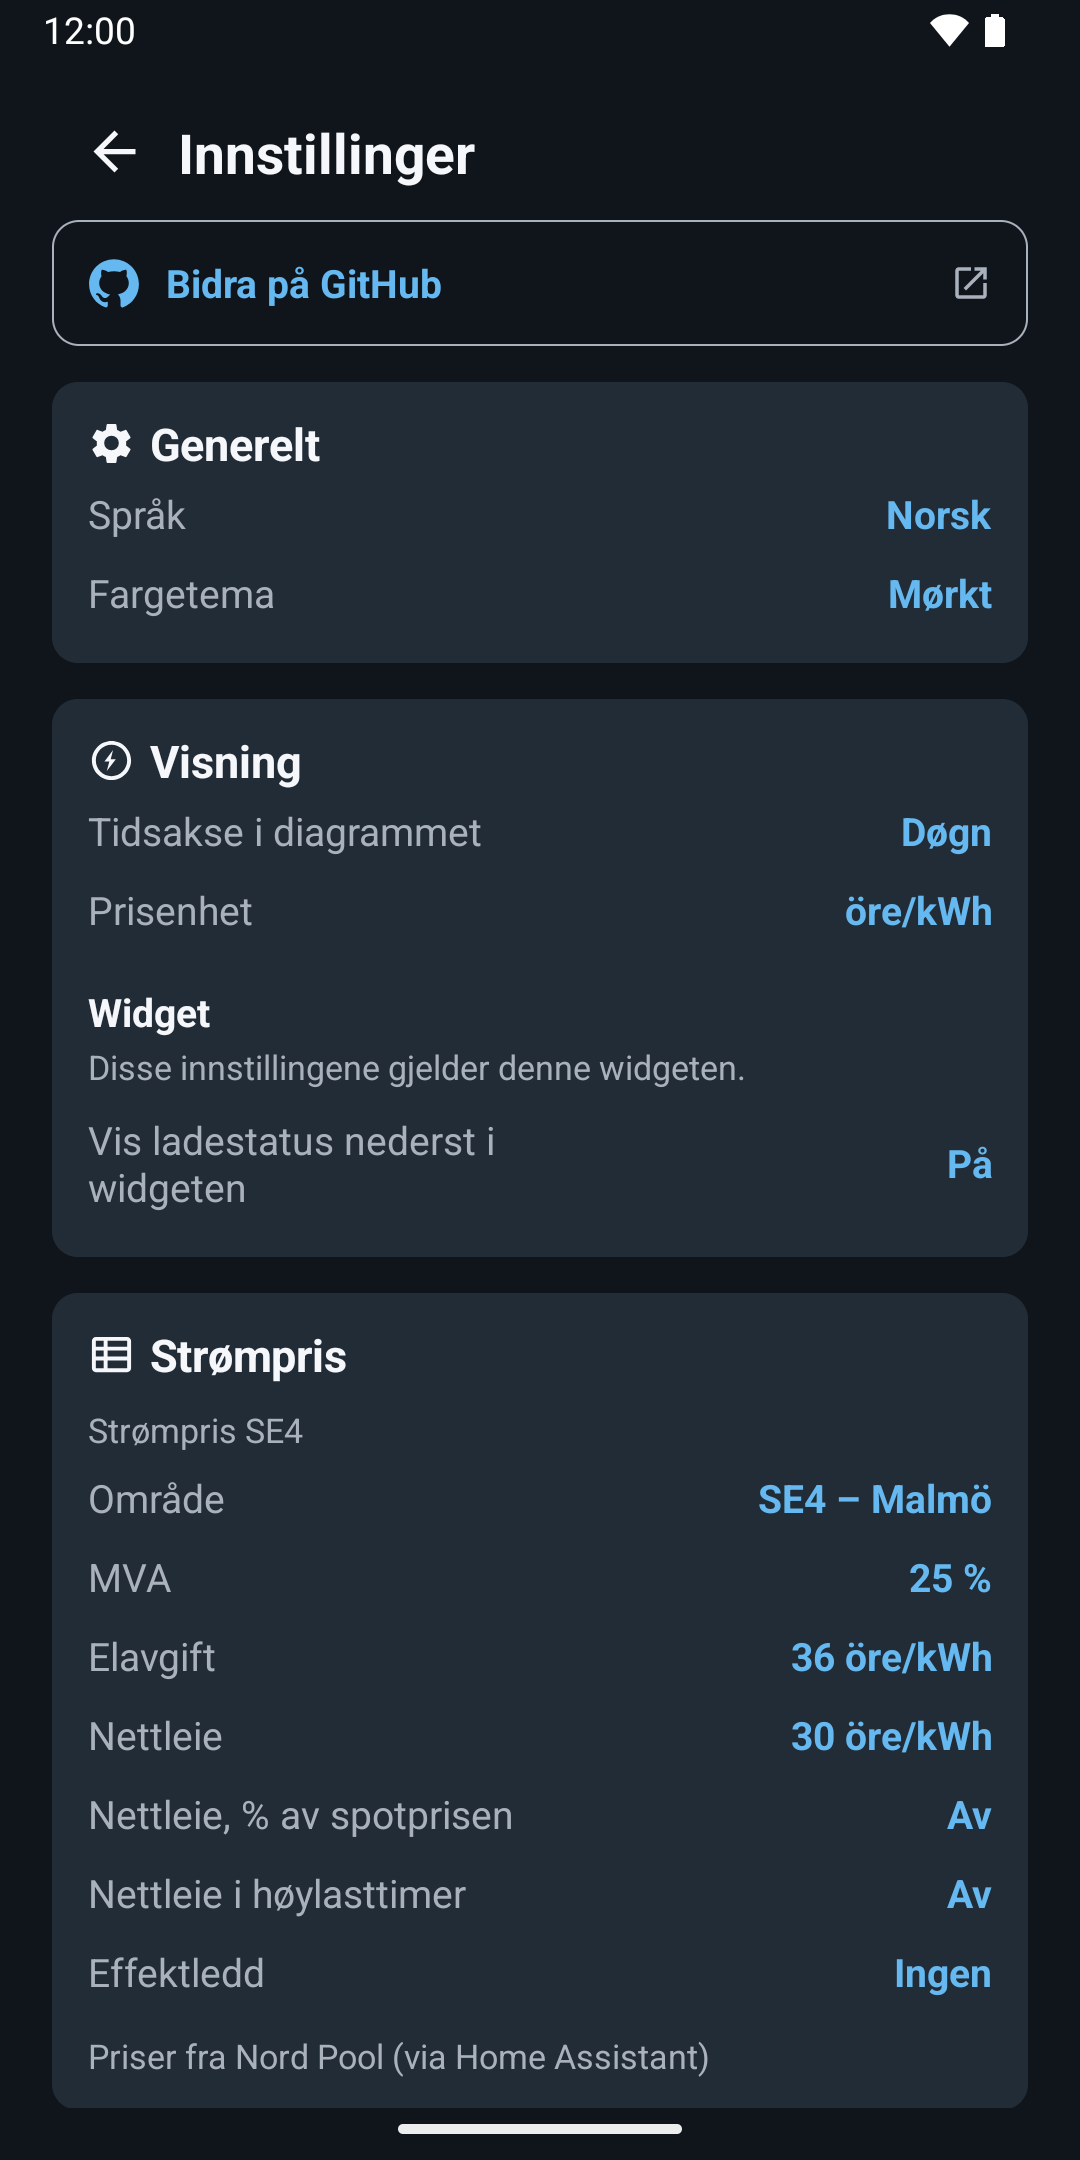 12:00
Innstillinger
Bidra på GitHub
Generelt
Språk Norsk
Fargetema Mørkt
Visning
Tidsakse i diagrammet Døgn
Prisenhet öre/kWh
Widget
Disse innstillingene gjelder denne widgeten.
Vis ladestatus nederst i
widgeten På
Strømpris
Strømpris SE4
Område SE4 – Malmö
MVA 25 %
Elavgift 36 öre/kWh
Nettleie 30 öre/kWh
Nettleie, % av spotprisen Av
Nettleie i høylasttimer Av
Effektledd Ingen
Priser fra Nord Pool (via Home Assistant)